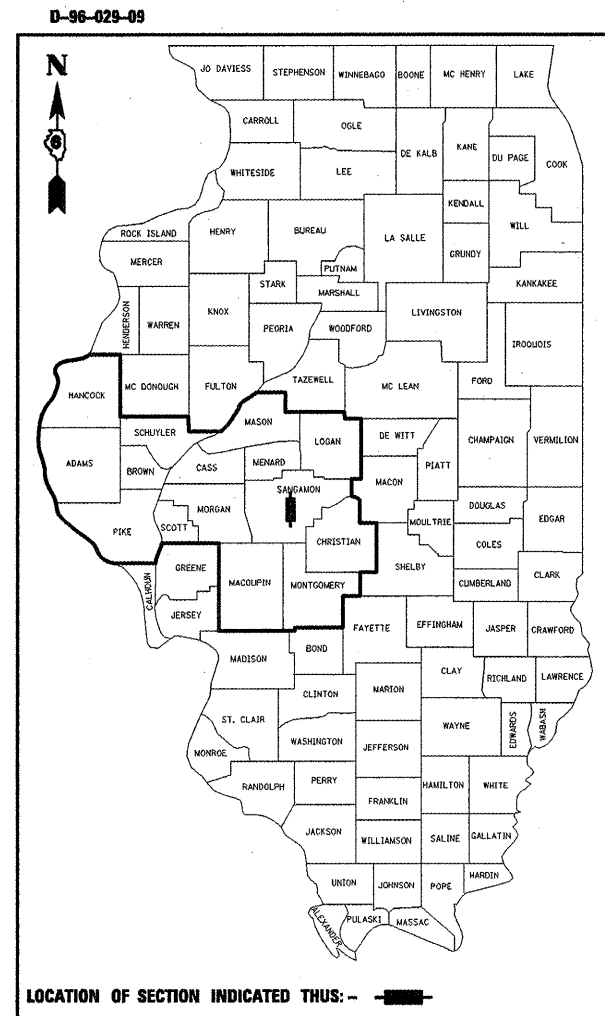 D-96-029-09
N
6
JO DAVIESS STEPHENSON WINNEBAGO BOONE MC HENRY LAKE
CARROLL OGLE
DE KALB KANE DU PAGE COOK
WHITESIDE LEE
KENDALL
ROCK ISLAND HENRY BUREAU LA SALLE WILL
GRUNDY
MERCER PUTNAM
STARK MARSHALL KANKAKEE
HENDERSON WARREN KNOX PEORIA WOODFORD LIVINGSTON
IROQUOIS
HANCOCK MC DONOUGH FULTON TAZEWELL MC LEAN FORD
MASON
SCHUYLER LOGAN DE WITT
ADAMS BROWN CASS MENARD CHAMPAIGN VERMILION
MACON PIATT
SANGAMON
PIKE SCOTT MORGAN MOULTRIE DOUGLAS EDGAR
CHRISTIAN COLES
GREENE SHELBY
CALHOUN MACOUPIN MONTGOMERY CUMBERLAND CLARK
JERSEY
FAYETTE EFFINGHAM JASPER CRAWFORD
MADISON BOND
CLAY RICHLAND LAWRENCE
CLINTON MARION
ST. CLAIR WAYNE EDWARDS WABASH
WASHINGTON JEFFERSON
MONROE
RANDOLPH PERRY HAMILTON WHITE
FRANKLIN
JACKSON WILLIAMSON SALINE GALLATIN
UNION JOHNSON POPE HARDIN
ALEXANDER PULASKI MASSAC
LOCATION OF SECTION INDICATED THUS: -